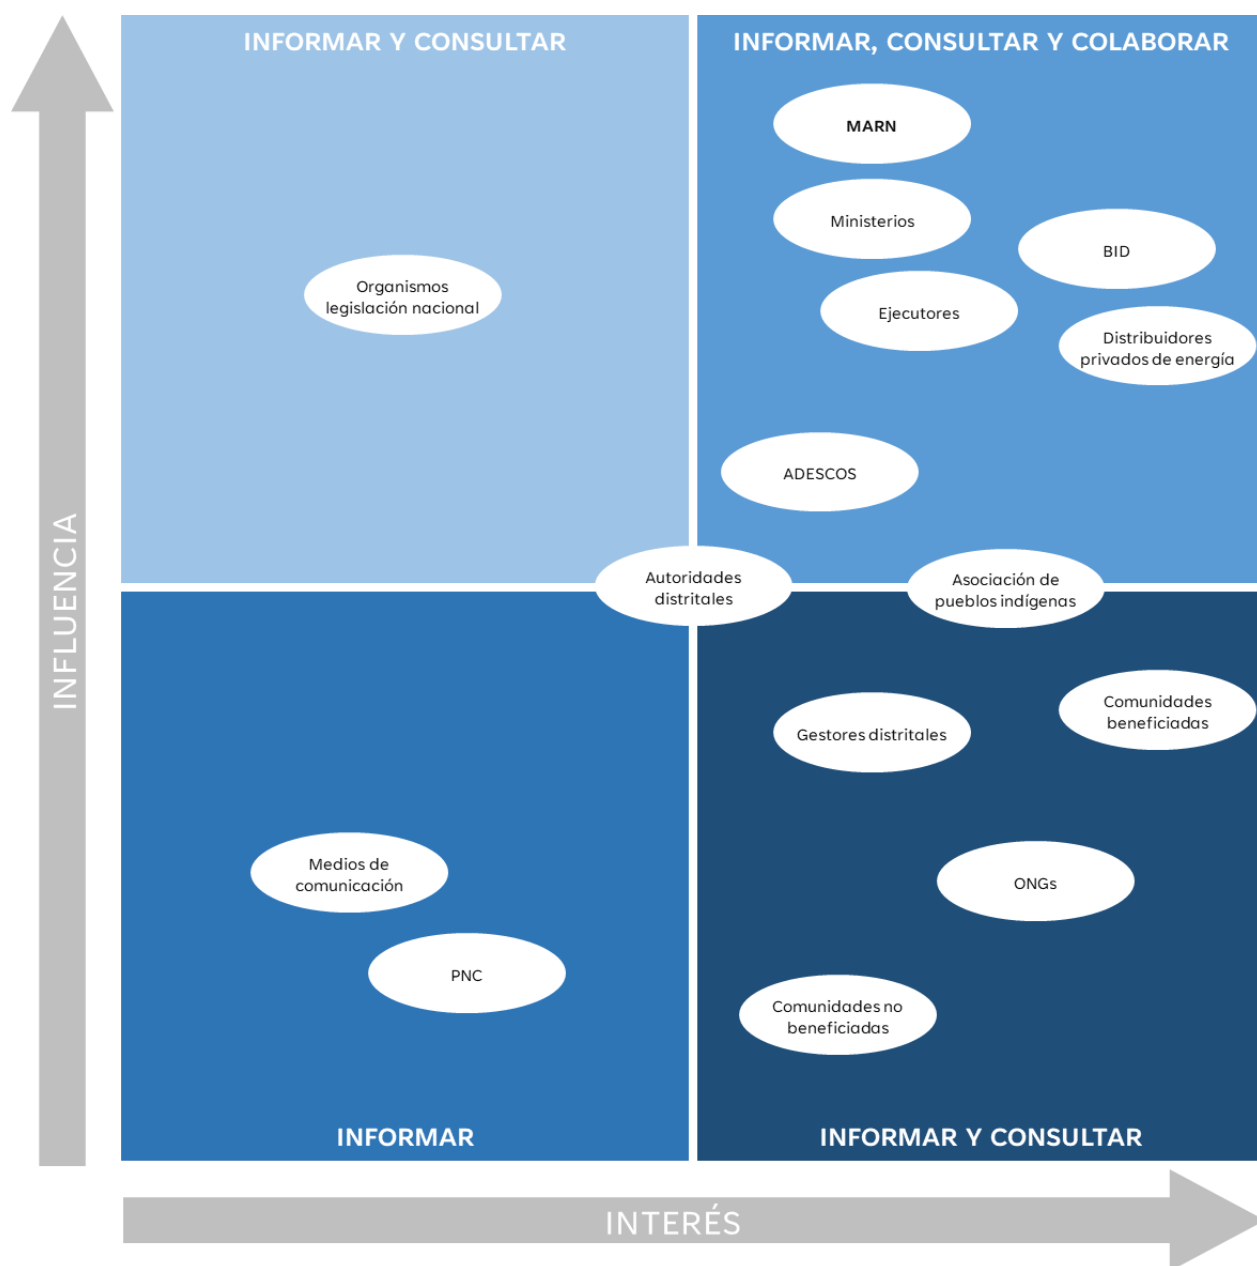 INFORMAR Y CONSULTAR
INFORMAR, CONSULTAR Y COLABORAR
MARN
Ministerios
BID
Organismos
legislación nacional
Ejecutores
Distribuidores
privados de energía
ADESCOS
Autoridades
distritales
Asociación de
pueblos indígenas
INFLUENCIA
Comunidades
beneficiadas
Gestores distritales
Medios de
comunicación
ONGs
PNC
Comunidades no
beneficiadas
INFORMAR
INFORMAR Y CONSULTAR
INTERÉS